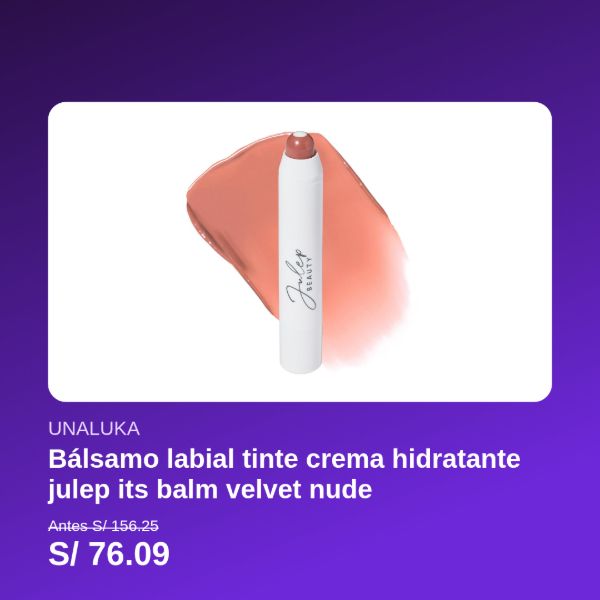 Julep
BEAUTY
UNALUKA
Bálsamo labial tinte crema hidratante
julep its balm velvet nude
Antes S/ 156.25
S/ 76.09